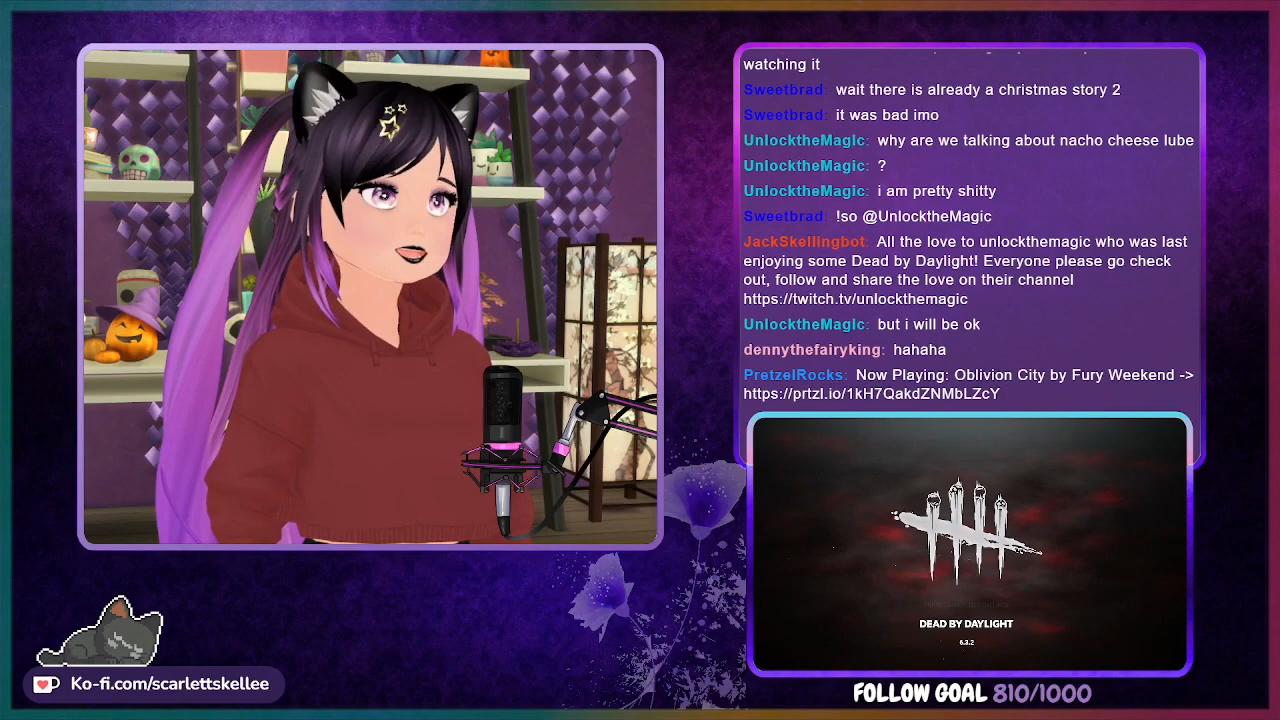 watching it
Sweetbrad: wait there is already a christmas story 2
Sweetbrad: it was bad imo
UnlocktheMagic: why are we talking about nacho cheese lube
UnlocktheMagic: ?
UnlocktheMagic: i am pretty shitty
Sweetbrad: !so @UnlocktheMagic
JackSkellingbot: All the love to unlockthemagic who was last
enjoying some Dead by Daylight! Everyone please go check
out, follow and share the love on their channel
https://twitch.tv/unlockthemagic
UnlocktheMagic: but i will be ok
dennythefairyking: hahaha
PretzelRocks: Now Playing: Oblivion City by Fury Weekend ->
https://prtzl.io/1kH7QakdZNMbLZcY
DEAD BY DAYLIGHT
6.3.2
Ko-fi.com/scarlettskellee
FOLLOW GOAL 810/1000